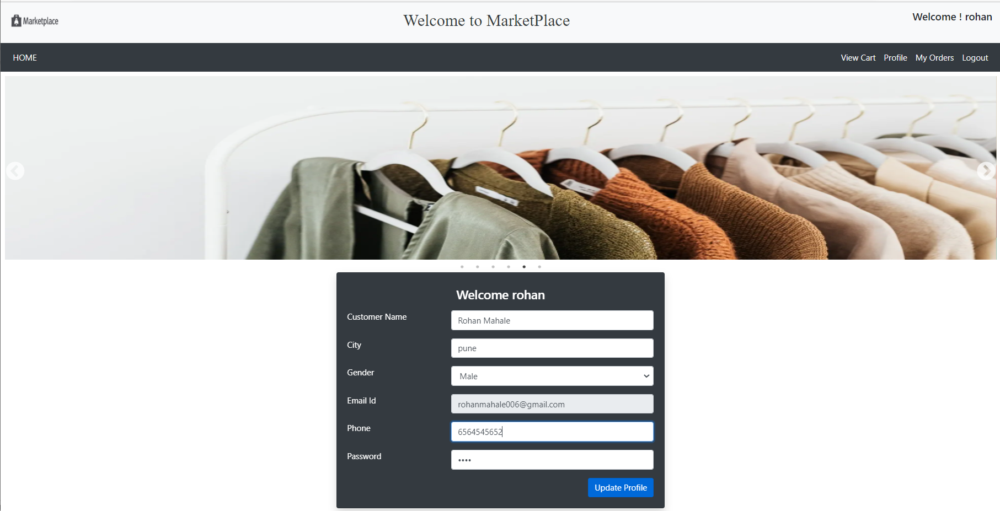 Marketplace
Welcome to MarketPlace
Welcome ! rohan
HOME
View Cart Profile My Orders Logout
Welcome rohan
Customer Name
Rohan Mahale
City
pune
Gender
Male
Email Id
rohanmahale006@gmail.com
Phone
6564545652
Password
••••
Update Profile